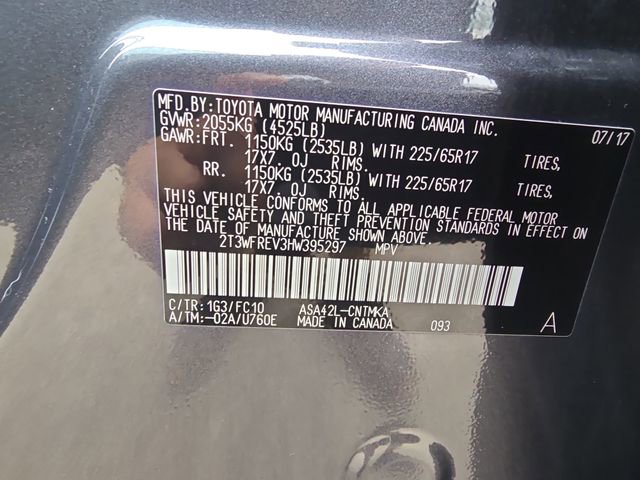 MFD.BY:TOYOTA MOTOR MANUFACTURING CANADA INC. 07/17
GVWR:2055KG (4525LB)
GAWR:FRT. 1150KG (2535LB) WITH 225/65R17 TIRES,
17X7.0J RIMS.
RR. 1150KG (2535LB) WITH 225/65R17 TIRES,
17X7.0J RIMS.
THIS VEHICLE CONFORMS TO ALL APPLICABLE FEDERAL MOTOR
VEHICLE SAFETY AND THEFT PREVENTION STANDARDS IN EFFECT ON
THE DATE OF MANUFACTURE SHOWN ABOVE.
2T3WFREV3HW395297 MPV
C/TR:1G3/FC10 ASA42L-CNTMKA
A/TM:-02A/U760E MADE IN CANADA 093 A